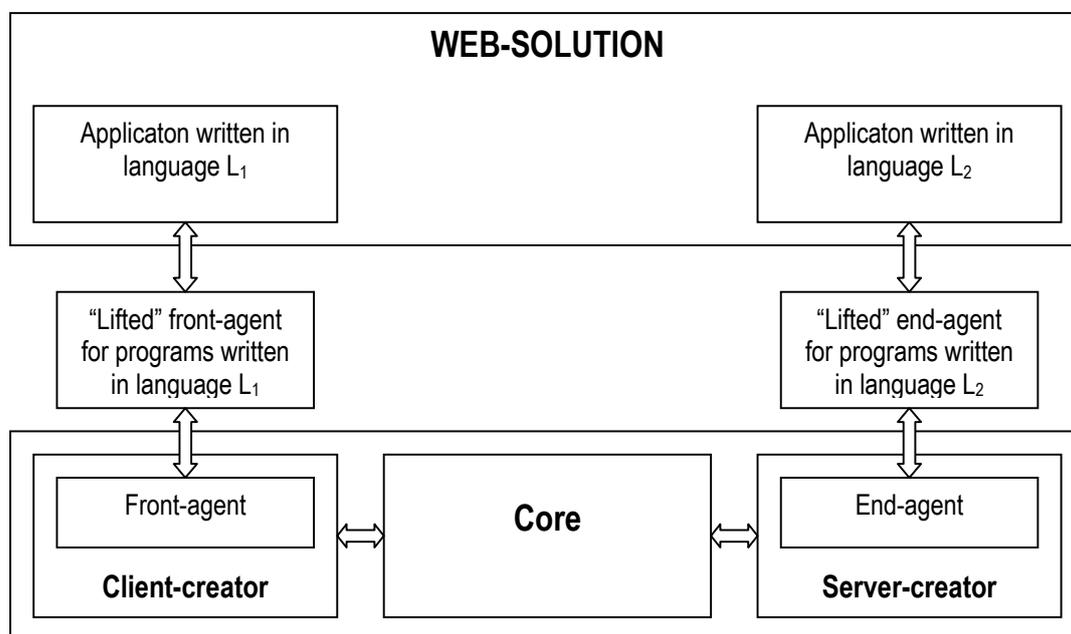 WEB-SOLUTION
Applicaton written in
language L₁
Applicaton written in
language L₂
“Lifted” front-agent
for programs written
in language L₁
“Lifted” end-agent
for programs written
in language L₂
Front-agent
Client-creator
Core
End-agent
Server-creator